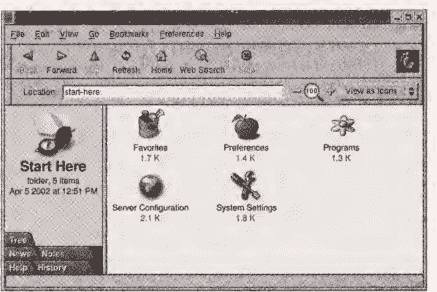 File Edit View Go Bookmarks Preferences Help
Back Forward Refresh Home Web Search
Location: start-here: 100 View as Icons
Start Here
folder, 5 items
Apr 5 2002 at 12:51 PM
Favorites
1.7 K
Preferences
1.4 K
Programs
1.3 K
Server Configuration
2.1 K
System Settings
1.8 K
Tree
News Notes
Help History